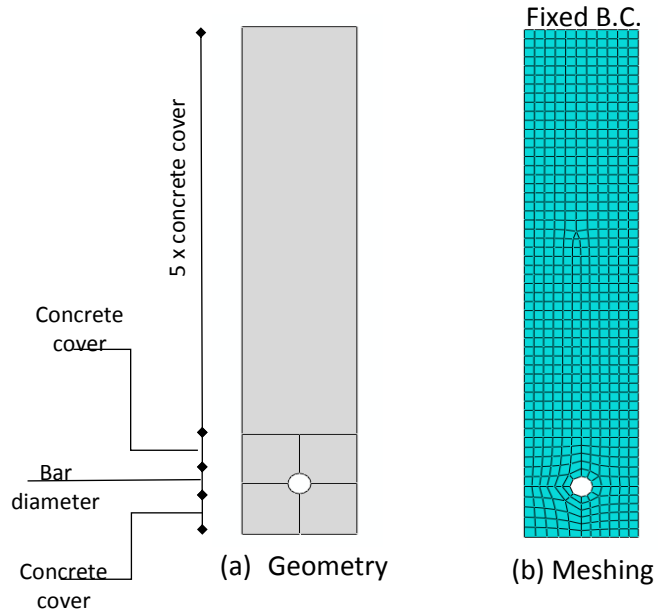 Fixed B.C.
5 x concrete cover
Concrete
cover
Bar
diameter
Concrete
cover
(a) Geometry
(b) Meshing